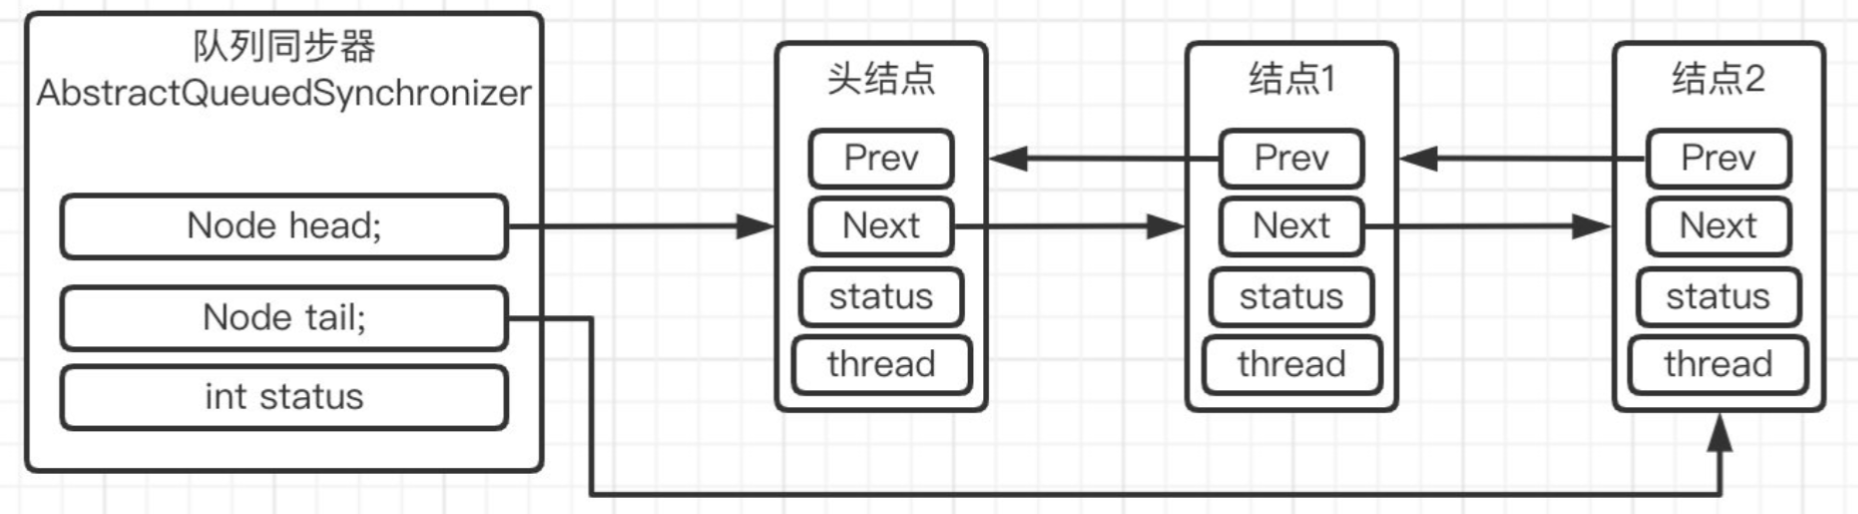 队列同步器
AbstractQueuedSynchronizer
Node head;
Node tail;
int status
头结点
Prev
Next
status
thread
结点1
Prev
Next
status
thread
结点2
Prev
Next
status
thread